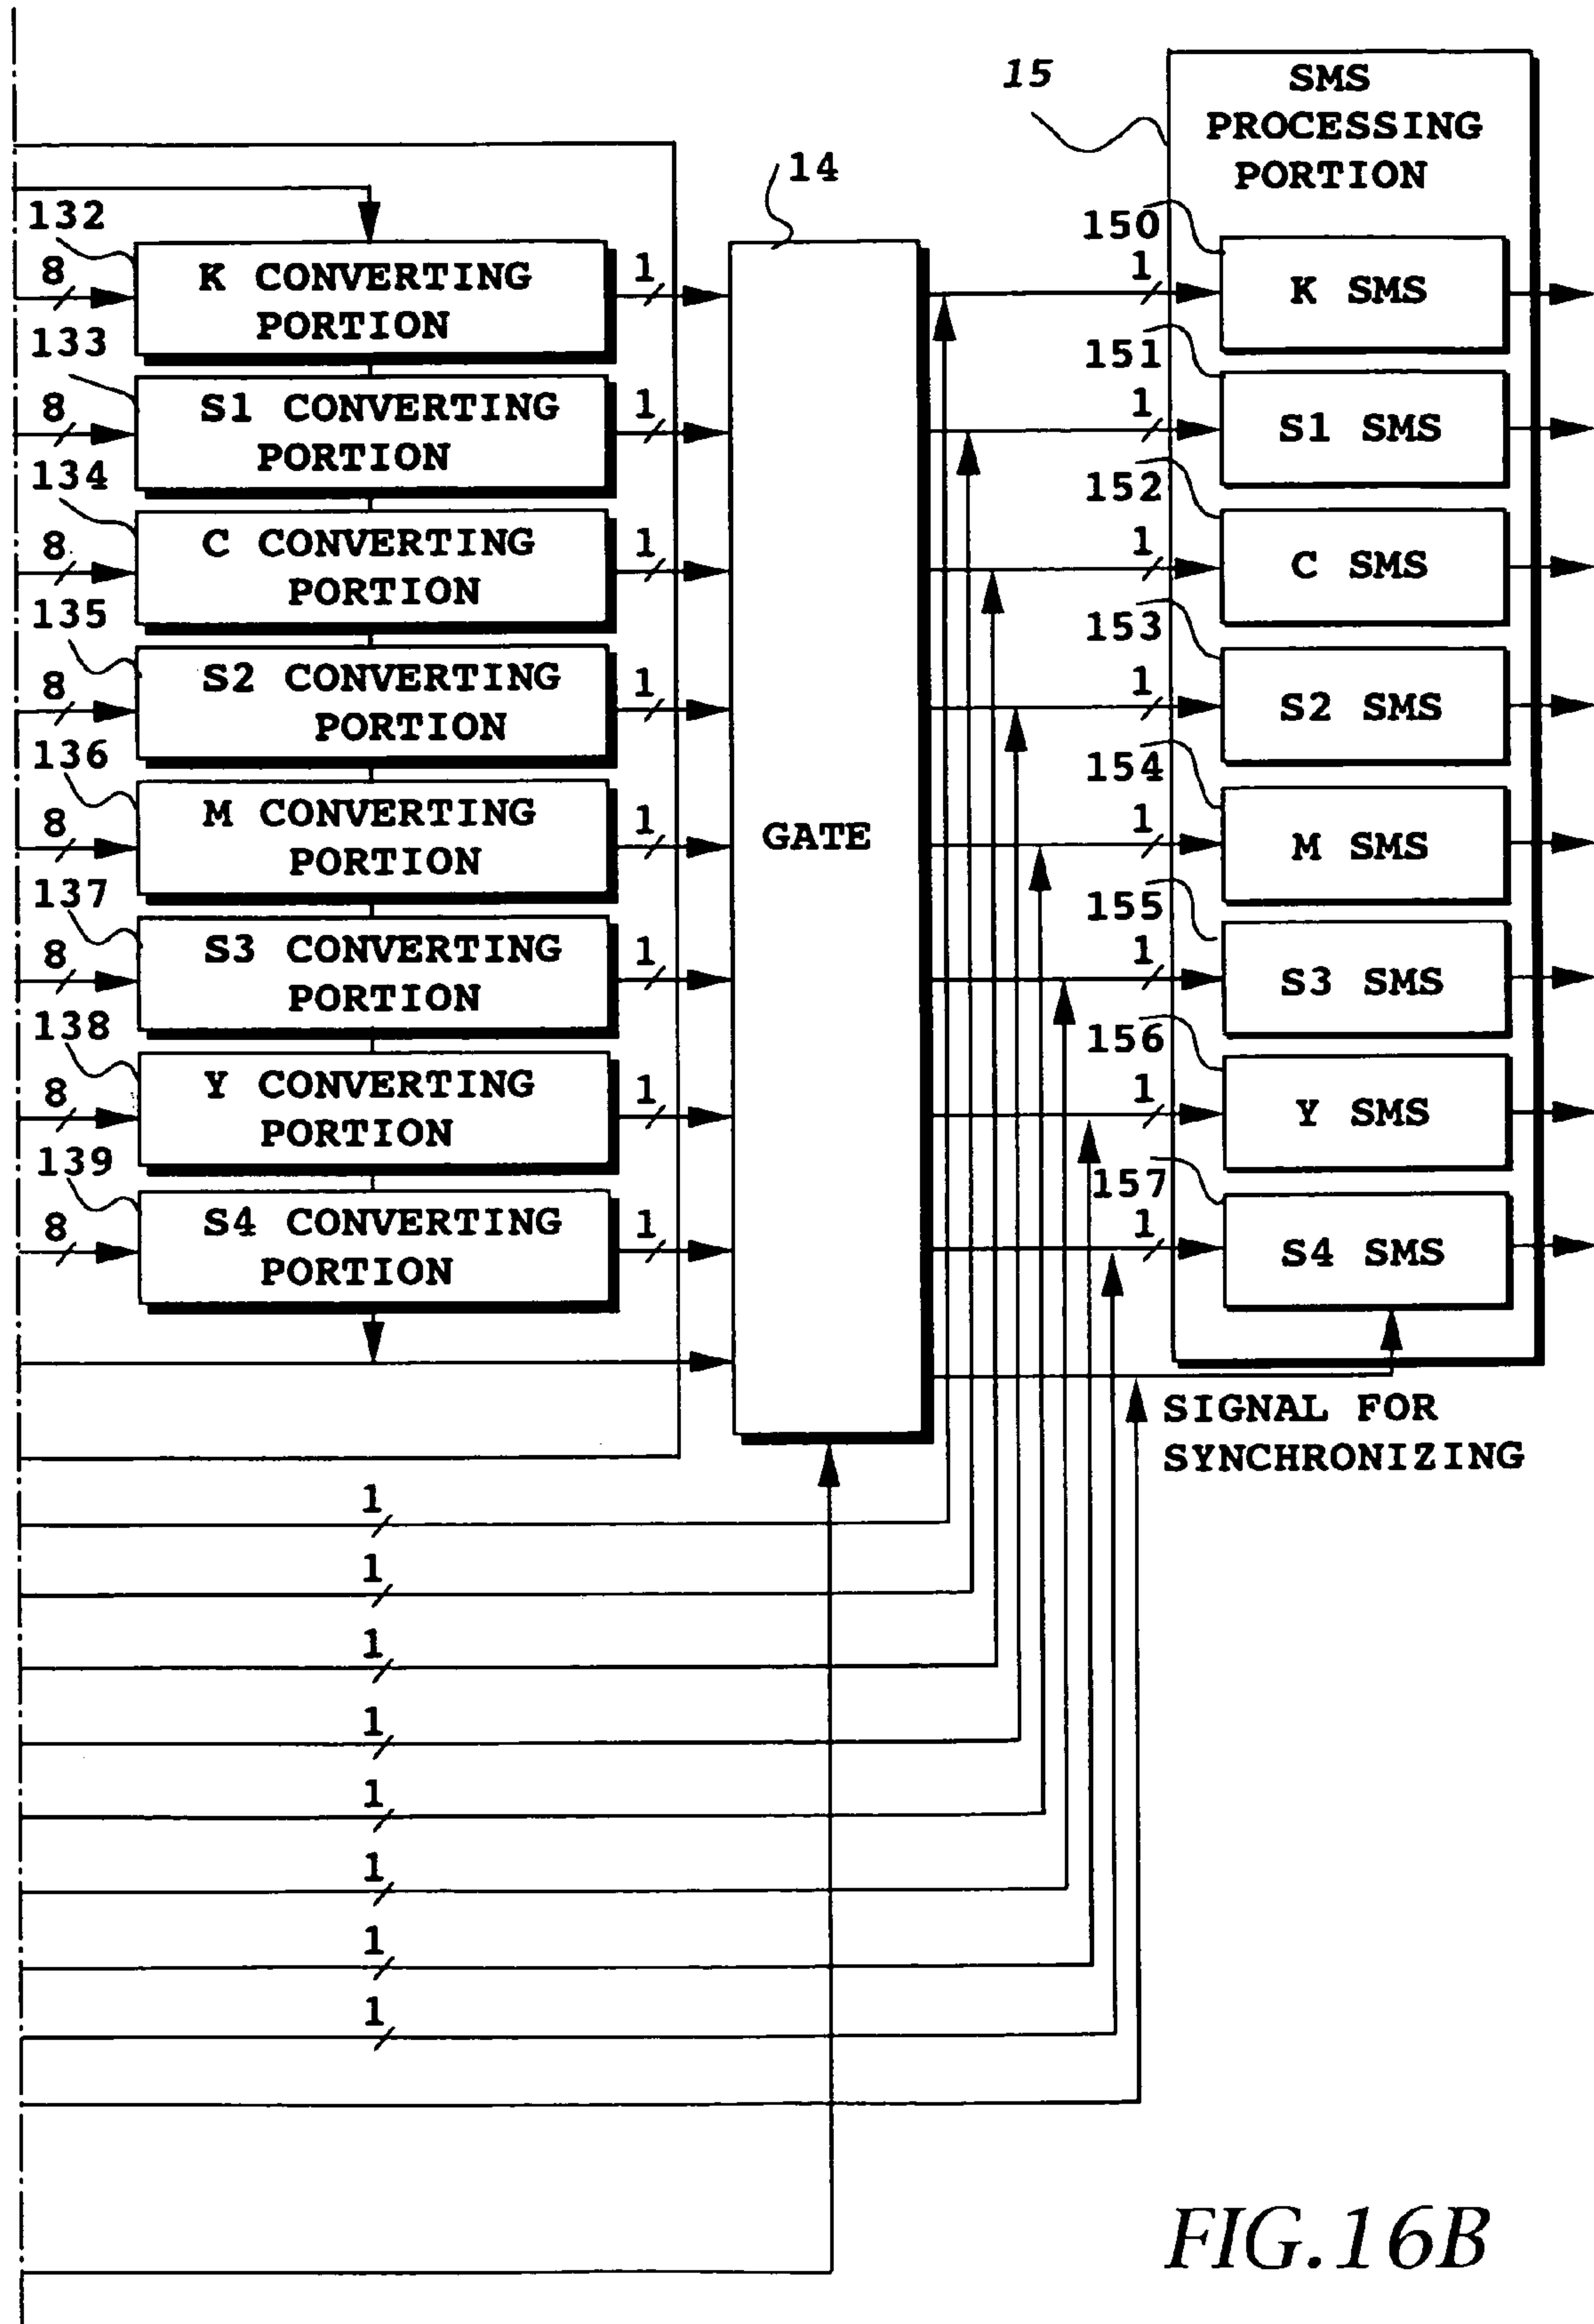 15
SMS
PROCESSING
PORTION
14
132
8
K CONVERTING
PORTION
1
133
8
S1 CONVERTING
PORTION
1
134
8
C CONVERTING
PORTION
1
135
8
S2 CONVERTING
PORTION
1
136
8
M CONVERTING
PORTION
1
137
8
S3 CONVERTING
PORTION
1
138
8
Y CONVERTING
PORTION
1
139
8
S4 CONVERTING
PORTION
1
GATE
150
1
K SMS
151
1
S1 SMS
152
1
C SMS
153
1
S2 SMS
154
1
M SMS
155
1
S3 SMS
156
1
Y SMS
157
1
S4 SMS
SIGNAL FOR
SYNCHRONIZING
1
1
1
1
1
1
1
1
FIG.16B